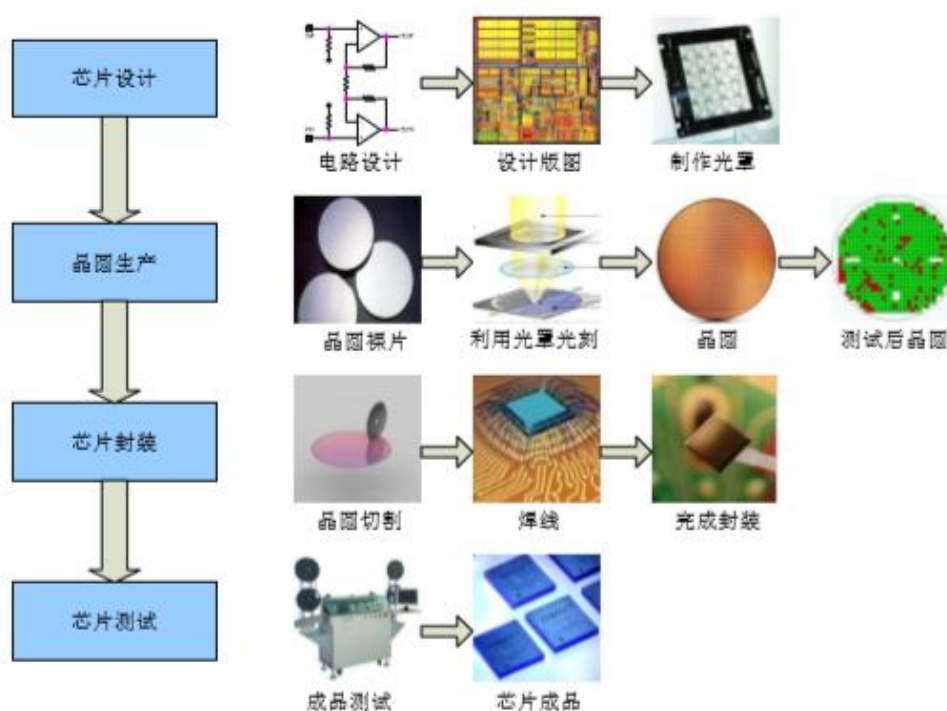 芯片设计
电路设计
设计版图
制作光罩
晶圆生产
晶圆裸片
利用光罩光刻
晶圆
测试后晶圆
芯片封装
晶圆切割
焊线
完成封装
芯片测试
成品测试
芯片成品